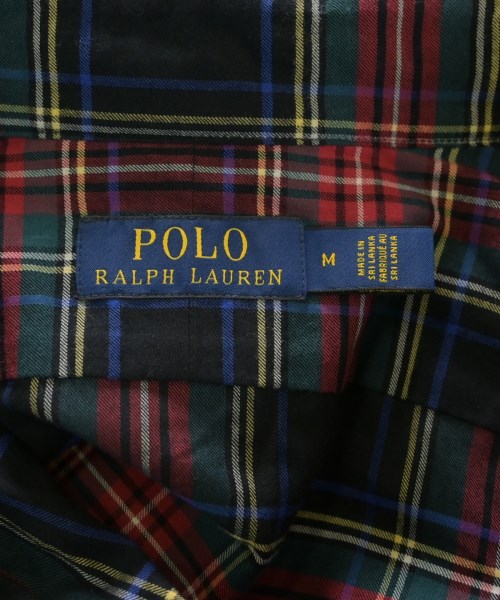 POLO
RALPH LAUREN
M
MADE IN
SRI LANKA
FABRIQUÉ AU
SRI LANKA